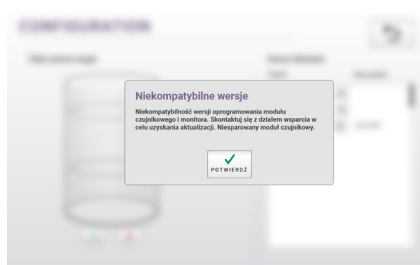 CONFIGURATION
Niekompatybilne wersje
Niekompatybilność wersji oprogramowania modułu
czujnikowego i monitora. Skontaktuj się z działem wsparcia w
celu uzyskania aktualizacji. Niesparowany moduł czujnikowy.
POTWIERDŹ